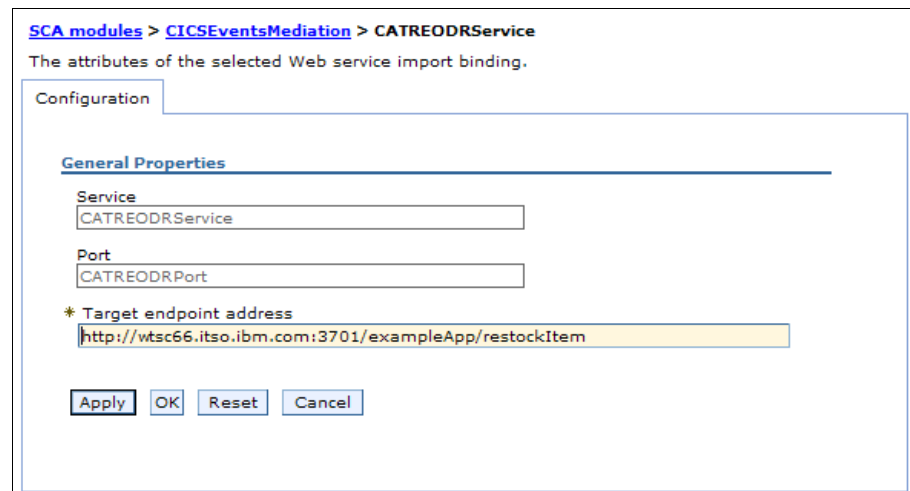 SCA modules > CICSEventsMediation > CATREODRService
The attributes of the selected Web service import binding.
Configuration
General Properties
Service
CATREODRService
Port
CATREODRPort
* Target endpoint address
http://wtsc66.itso.ibm.com:3701/exampleApp/restockItem
Apply OK Reset Cancel